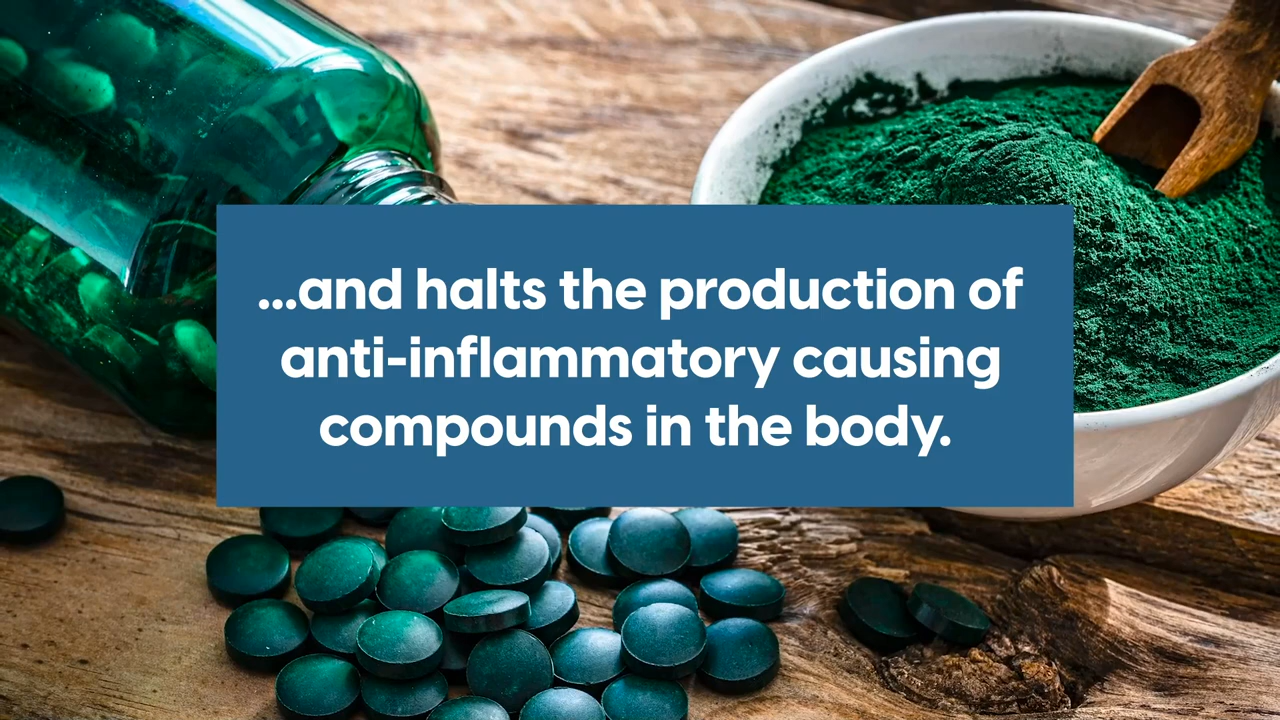 ...and halts the production of
anti-inflammatory causing
compounds in the body.